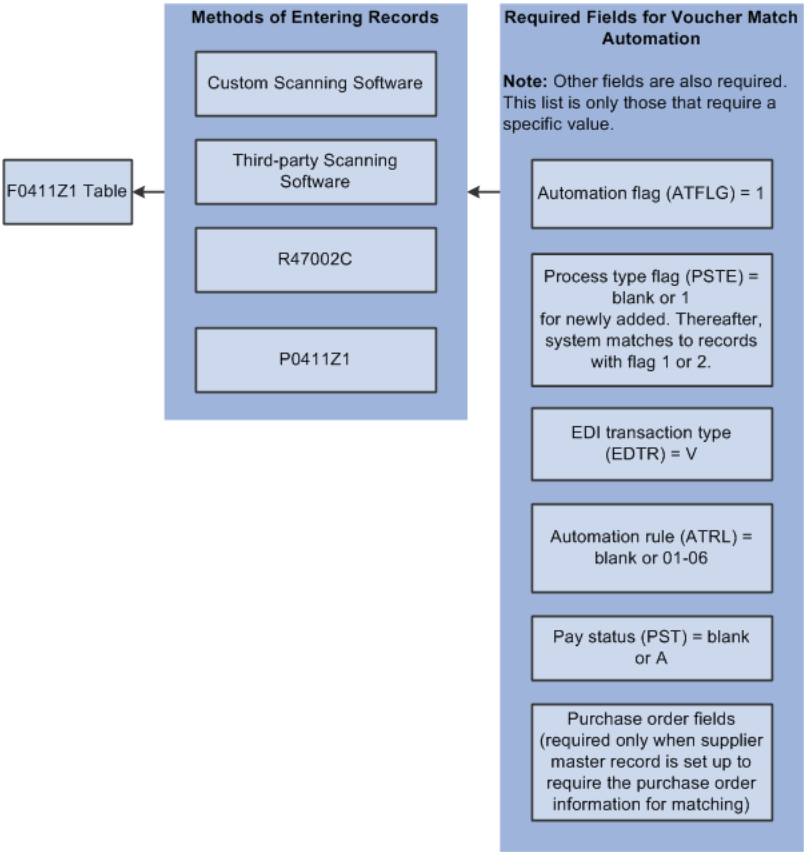 Methods of Entering Records
Custom Scanning Software
Third-party Scanning
Software
R47002C
P0411Z1
F0411Z1 Table
Required Fields for Voucher Match
Automation
Note: Other fields are also required.
This list is only those that require a
specific value.
Automation flag (ATFLG) = 1
Process type flag (PSTE) =
blank or 1
for newly added. Thereafter,
system matches to records
with flag 1 or 2.
EDI transaction type
(EDTR) = V
Automation rule (ATRL) =
blank or 01-06
Pay status (PST) = blank
or A
Purchase order fields
(required only when supplier
master record is set up to
require the purchase order
information for matching)